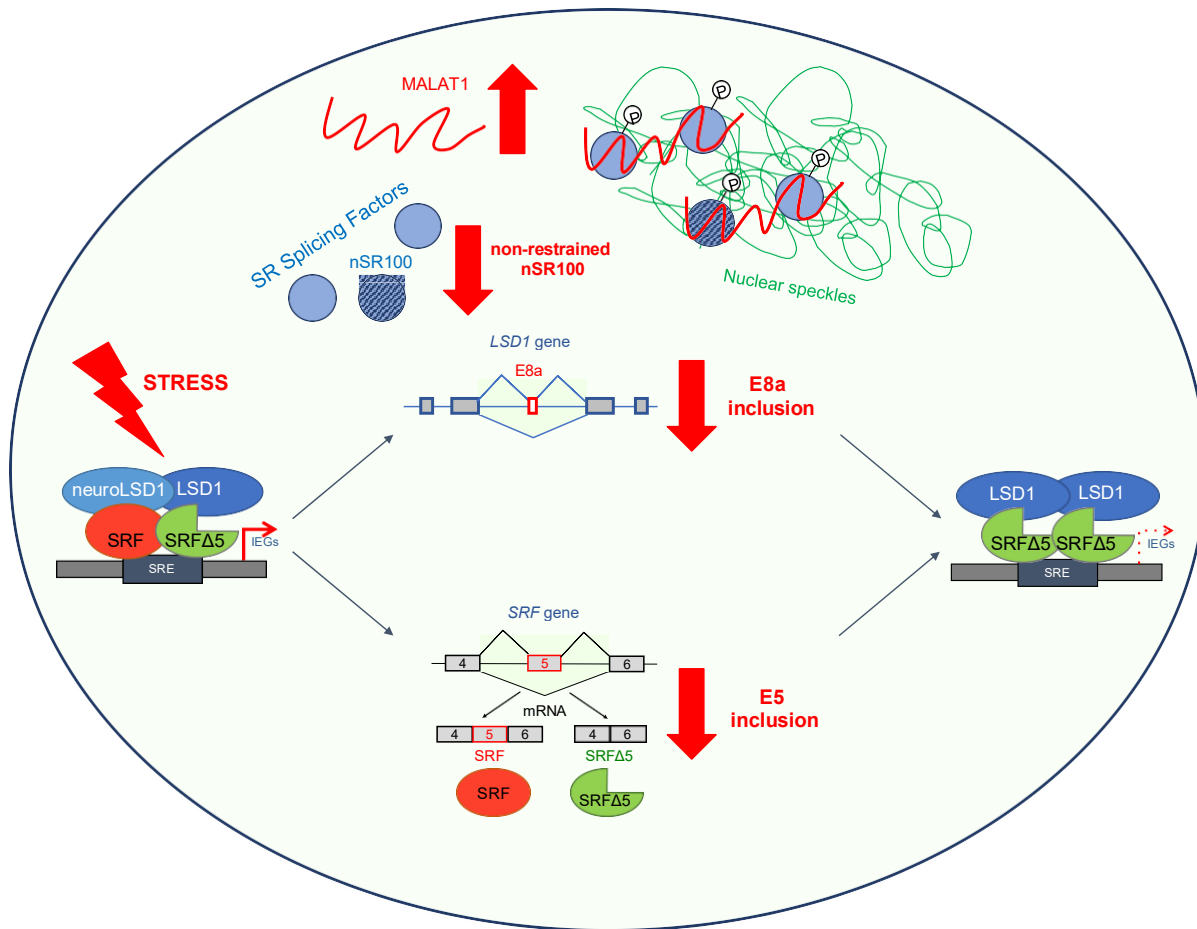 MALAT1
P
P
P
P
SR Splicing Factors
nSR100
non-restrained
nSR100
Nuclear speckles
LSD1 gene
E8a
E8a
inclusion
STRESS
neuroLSD1
LSD1
SRF
SRFΔ5
IEGs
SRE
LSD1
LSD1
SRFΔ5
SRFΔ5
IEGs
SRE
SRF gene
4
5
6
E5
inclusion
mRNA
4
5
6
4
6
SRF
SRFΔ5
SRF
SRFΔ5